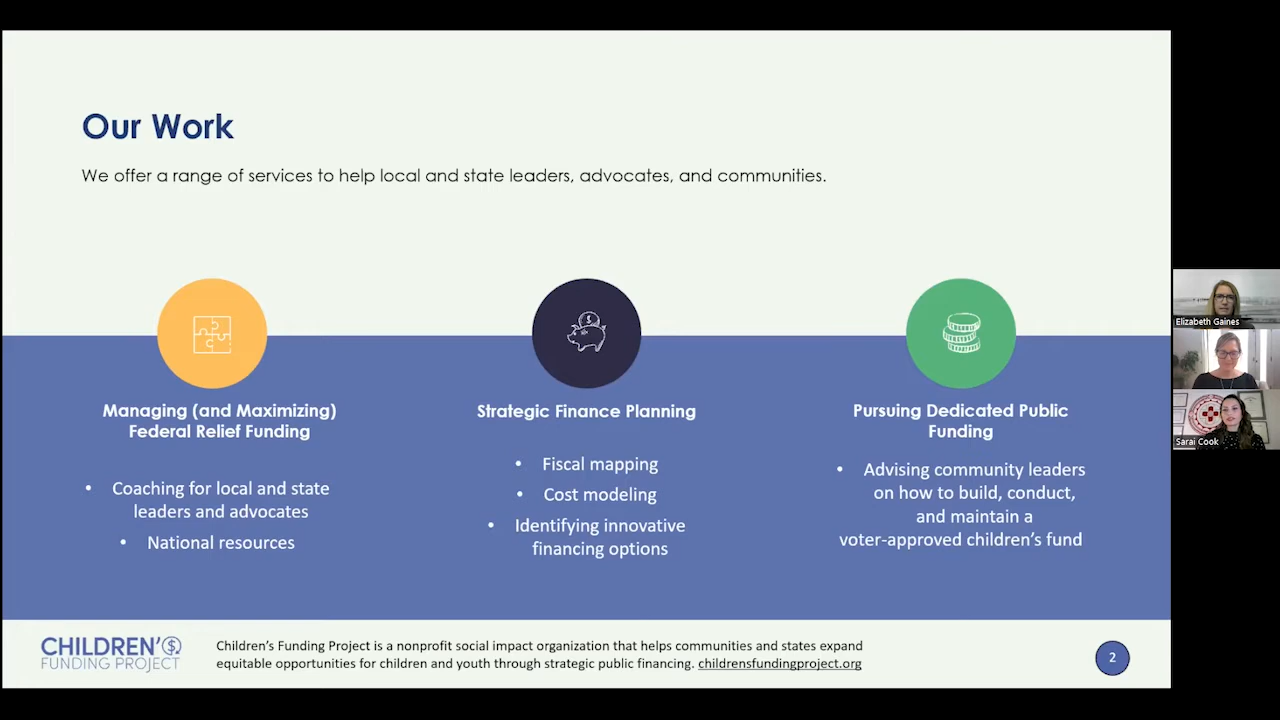 Our Work
We offer a range of services to help local and state leaders, advocates, and communities.
Managing (and Maximizing)
Federal Relief Funding
• Coaching for local and state
leaders and advocates
• National resources
Strategic Finance Planning
• Fiscal mapping
• Cost modeling
• Identifying innovative
financing options
Pursuing Dedicated Public
Funding
• Advising community leaders
on how to build, conduct,
and maintain a
voter-approved children’s fund
CHILDREN’S
FUNDING PROJECT
Children’s Funding Project is a nonprofit social impact organization that helps communities and states expand
equitable opportunities for children and youth through strategic public financing. childrensfundingproject.org
2
Elizabeth Gaines
Sarai Cook